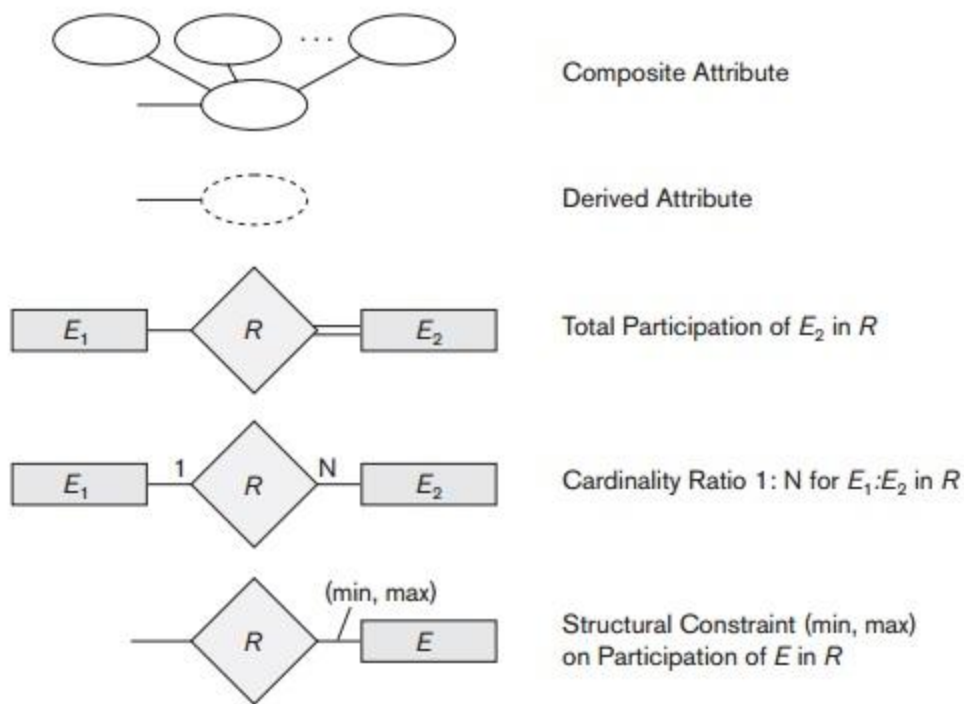 · · ·
Composite Attribute
Derived Attribute
E₁ R E₂ Total Participation of E₂ in R
E₁ 1 R N E₂ Cardinality Ratio 1: N for E₁:E₂ in R
(min, max)
R E Structural Constraint (min, max)
on Participation of E in R